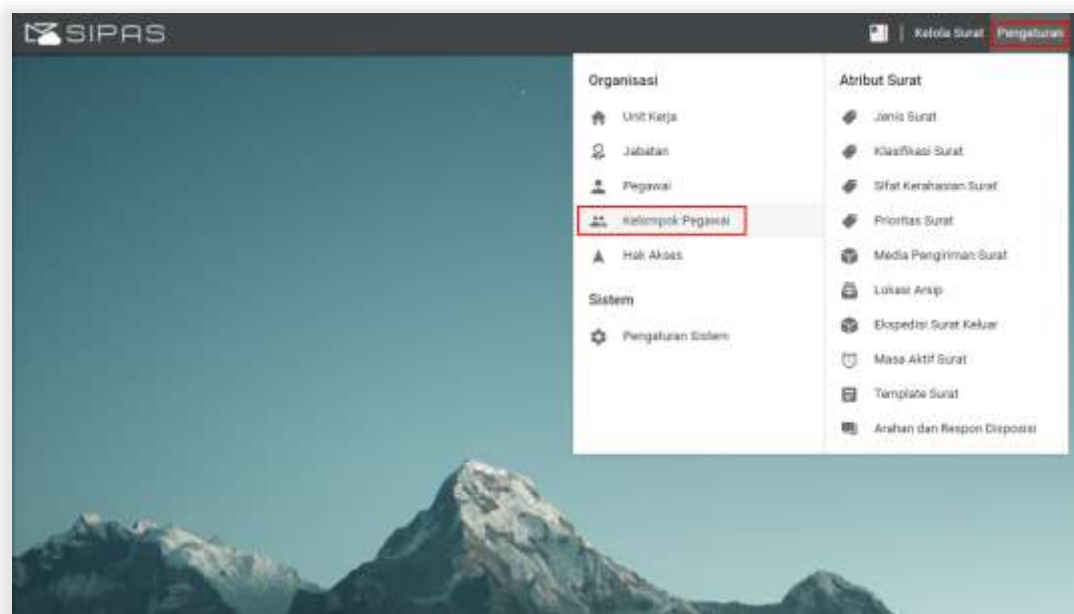 SIPAS
Kelola Surat
Pengaturan
Organisasi
Unit Kerja
Jabatan
Pegawai
Kelompok Pegawai
Hak Akses
Sistem
Pengaturan Sistem
Atribut Surat
Jenis Surat
Klasifikasi Surat
Sifat Kerahasian Surat
Prioritas Surat
Media Pengiriman Surat
Lokasi Arsip
Ekspedisi Surat Keluar
Masa Aktif Surat
Template Surat
Arahan dan Respon Disposisi